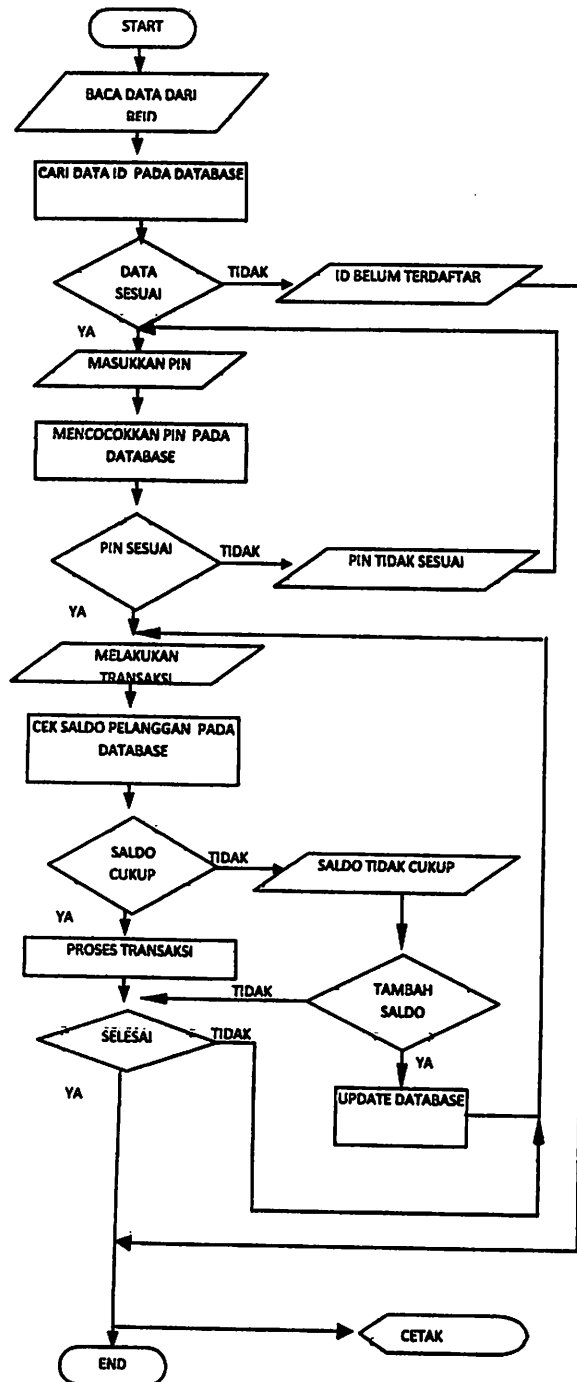 START
BACA DATA DARI
RFID
CARI DATA ID PADA DATABASE
DATA
SESUAI
TIDAK
ID BELUM TERDAFTAR
YA
MASUKKAN PIN
MENCOCOKKAN PIN PADA
DATABASE
PIN SESUAI
TIDAK
PIN TIDAK SESUAI
YA
MELAKUKAN
TRANSAKSI
CEK SALDO PELANGGAN PADA
DATABASE
SALDO
CUKUP
TIDAK
SALDO TIDAK CUKUP
YA
PROSES TRANSAKSI
TIDAK
TAMBAH
SALDO
SELESAI
TIDAK
YA
YA
UPDATE DATABASE
CETAK
END